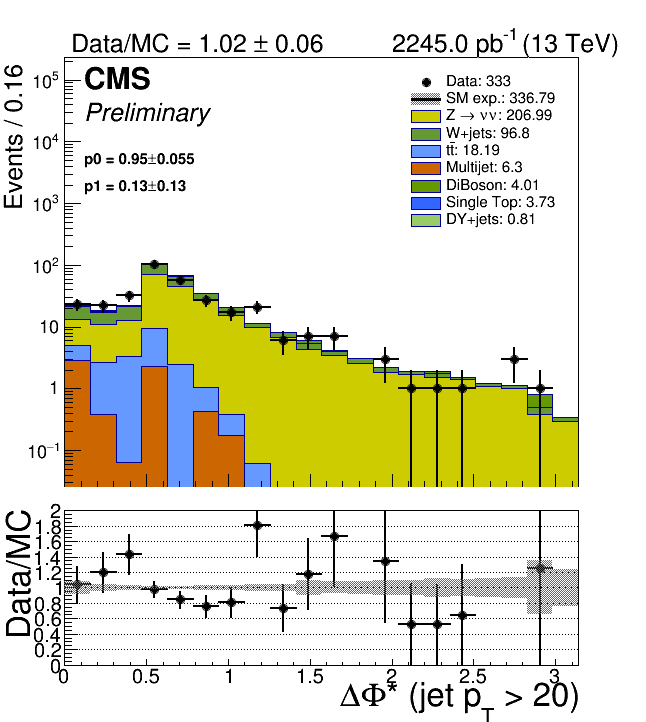 Data/MC = 1.02 ± 0.06 2245.0 pb⁻¹ (13 TeV)
CMS
Preliminary
p0 = 0.95±0.055
p1 = 0.13±0.13
Data: 333
SM exp.: 336.79
Z → νν: 206.99
W+jets: 96.8
tt̄: 18.19
Multijet: 6.3
DiBoson: 4.01
Single Top: 3.73
DY+jets: 0.81
Events / 0.16
10⁵
10⁴
10³
10²
10
1
10⁻¹
Data/MC
2
1.8
1.6
1.4
1.2
1
0.8
0.6
0.4
0.2
0
0 0.5 1 1.5 2 2.5 3
ΔΦ* (jet p_T > 20)